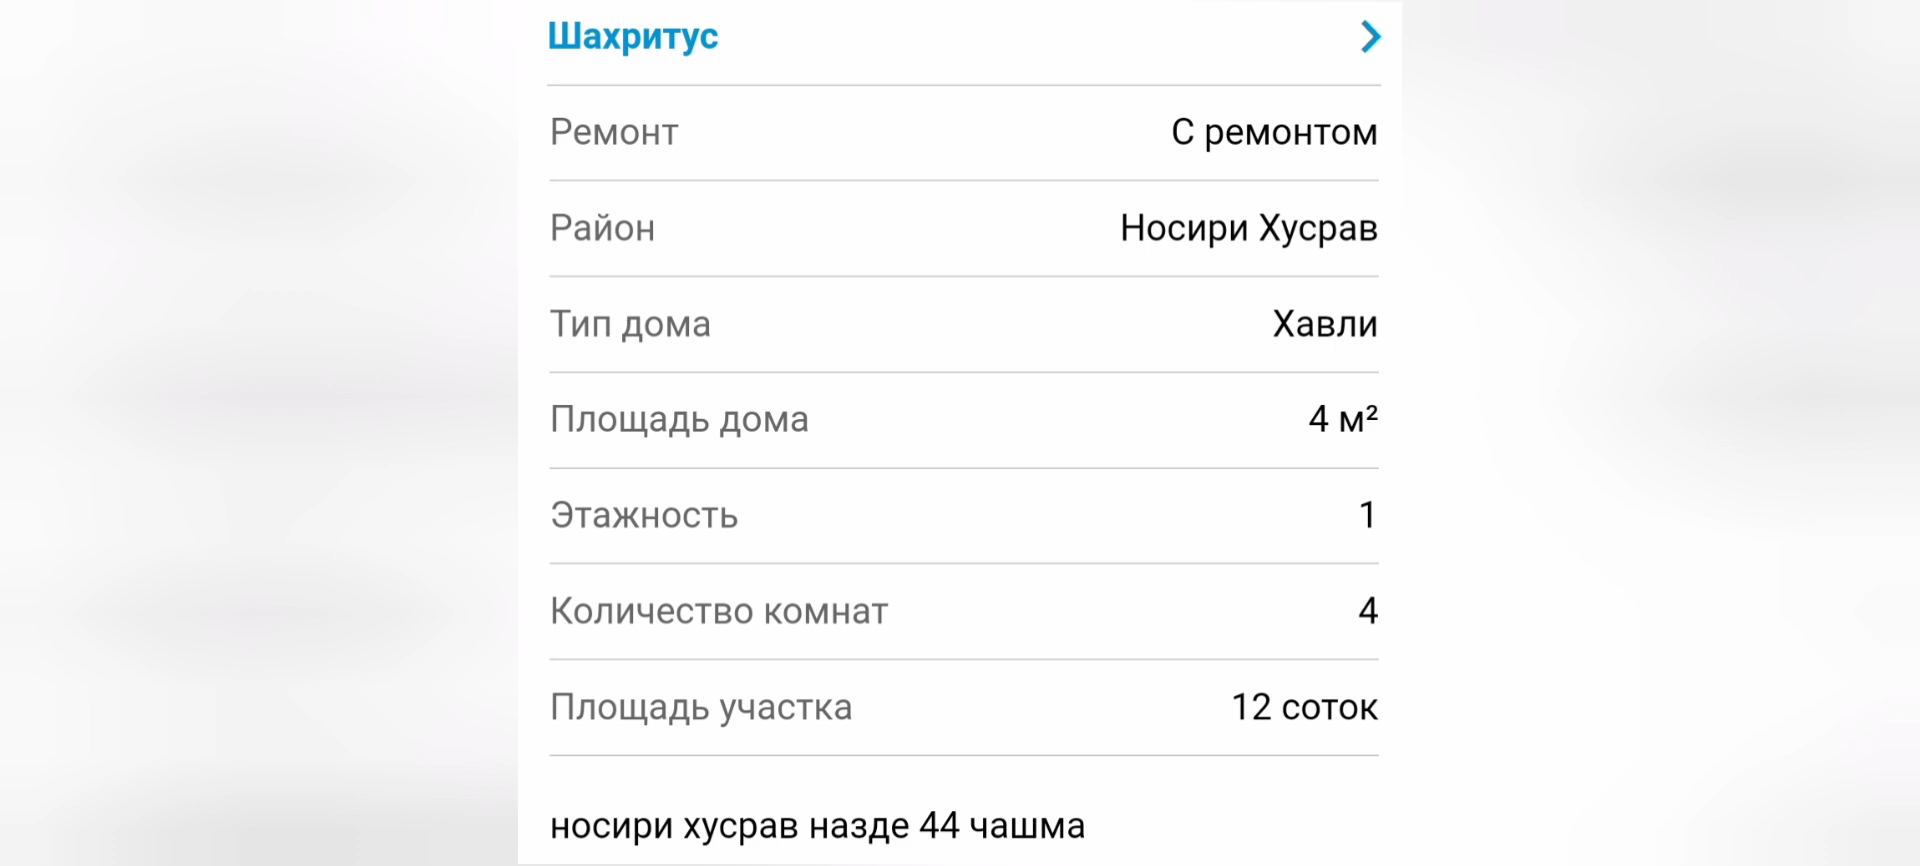 Шахритус
Ремонт С ремонтом
Район Носири Хусрав
Тип дома Хавли
Площадь дома 4 м²
Этажность 1
Количество комнат 4
Площадь участка 12 соток
носири хусрав назде 44 чашма